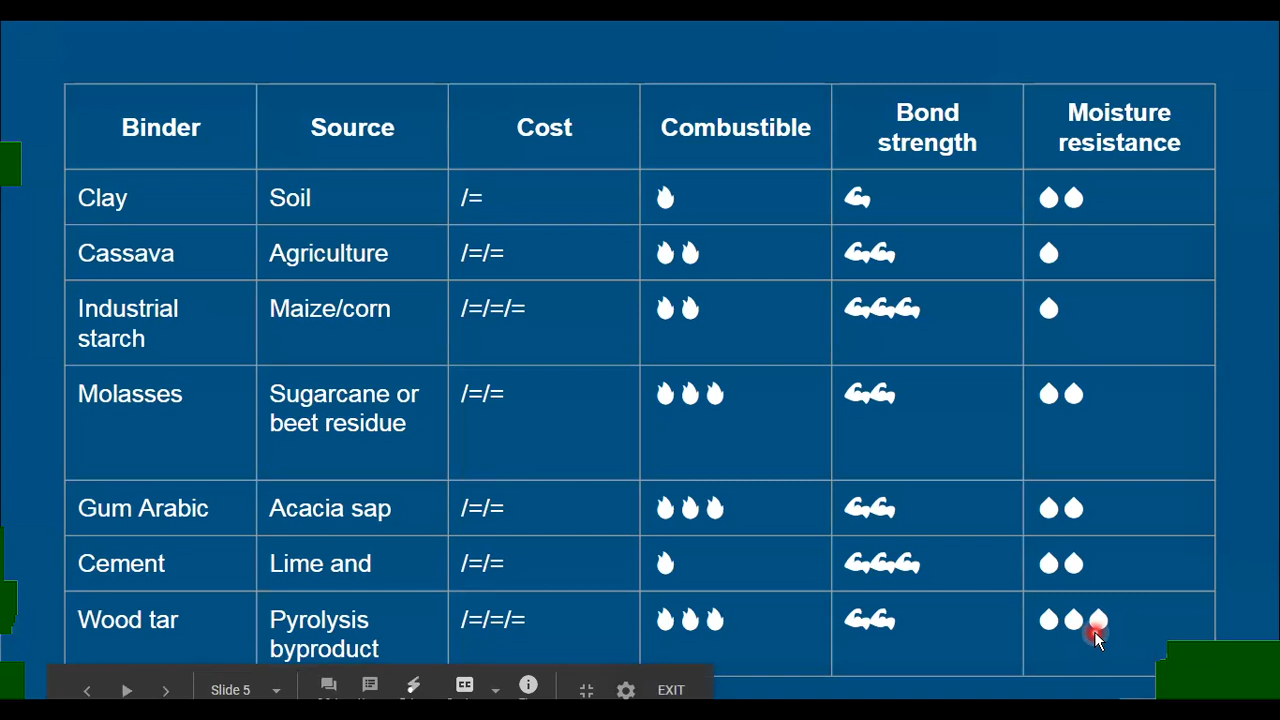 Binder Source Cost Combustible Bond strength Moisture resistance
Clay Soil /=
Cassava Agriculture /=/=
Industrial starch Maize/corn /=/=/=
Molasses Sugarcane or beet residue /=/=
Gum Arabic Acacia sap /=/=
Cement Lime and /=/=
Wood tar Pyrolysis byproduct /=/=/=
Slide 5 CC EXIT